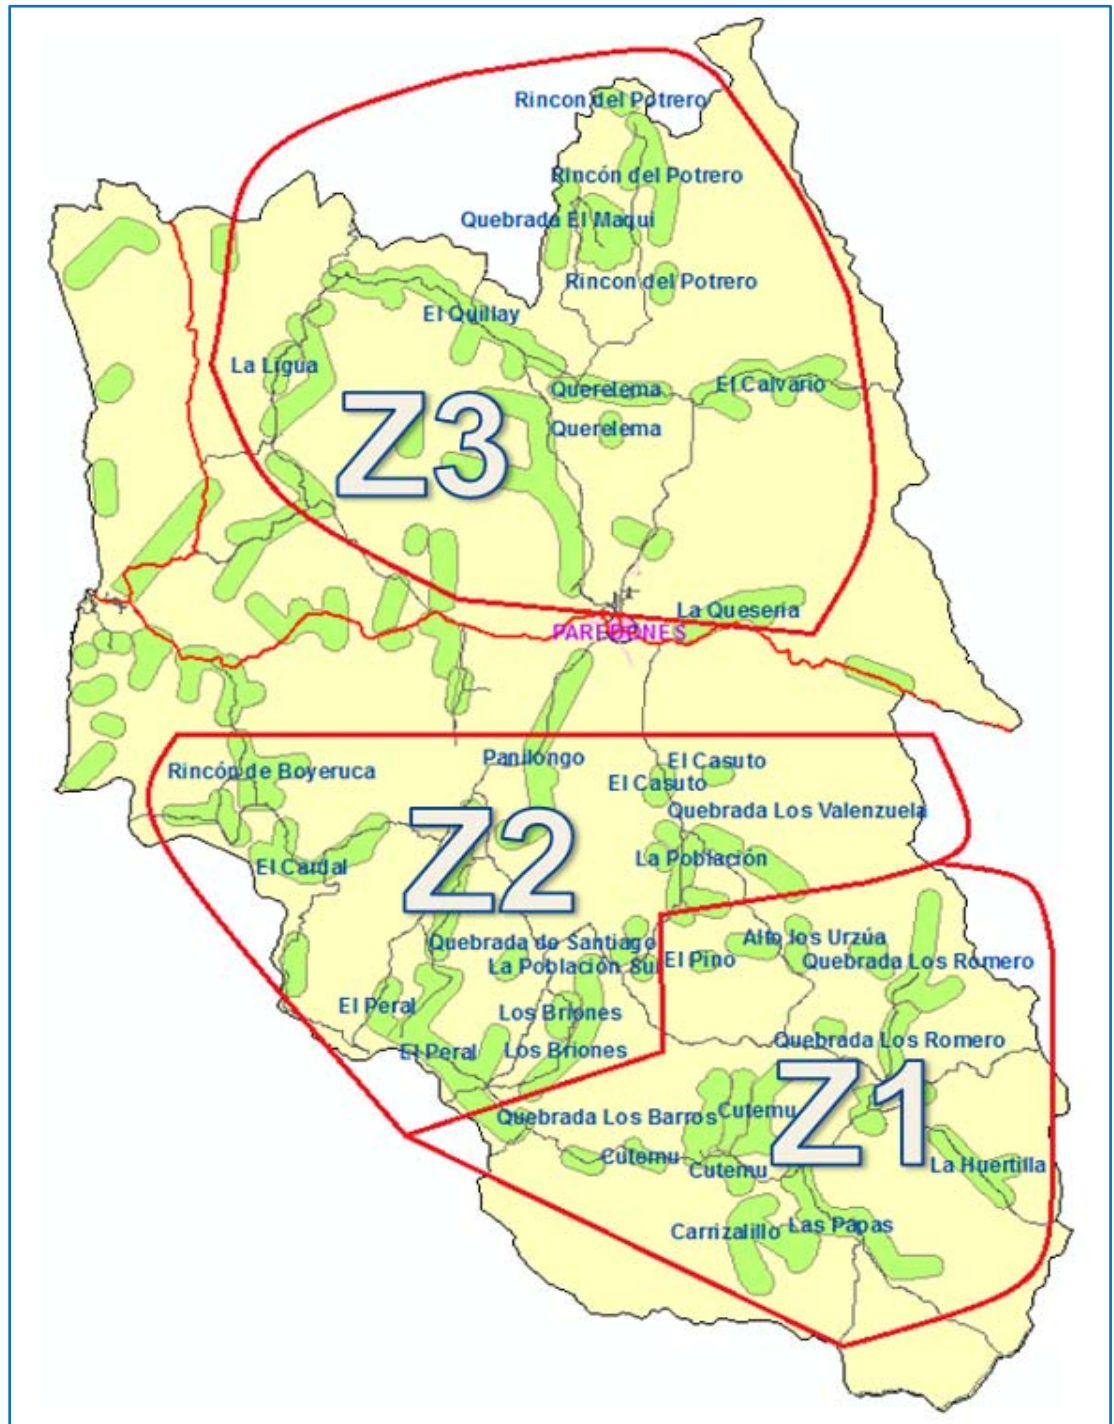 Rincon del Potrero
Rincón del Potrero
Quebrada El Maqui
Rincon del Potrero
El Quillay
La Ligua
Querelema
El Calvario
Z3
Querelema
La Queseria
PAREDONES
Panilongo
El Casuto
Rincón de Boyeruca
El Casuto
Quebrada Los Valenzuela
Z2
La Población
El Cardal
Alto los Urzúa
Quebrada de Santiago
El Pino
Quebrada Los Romero
La Población Sur
El Peral
Los Briones
Quebrada Los Romero
El Peral
Los Briones
Z1
Cutemu
Quebrada Los Barros
Cutemu
La Huertilla
Cutemu
Las Papas
Carrizalillo